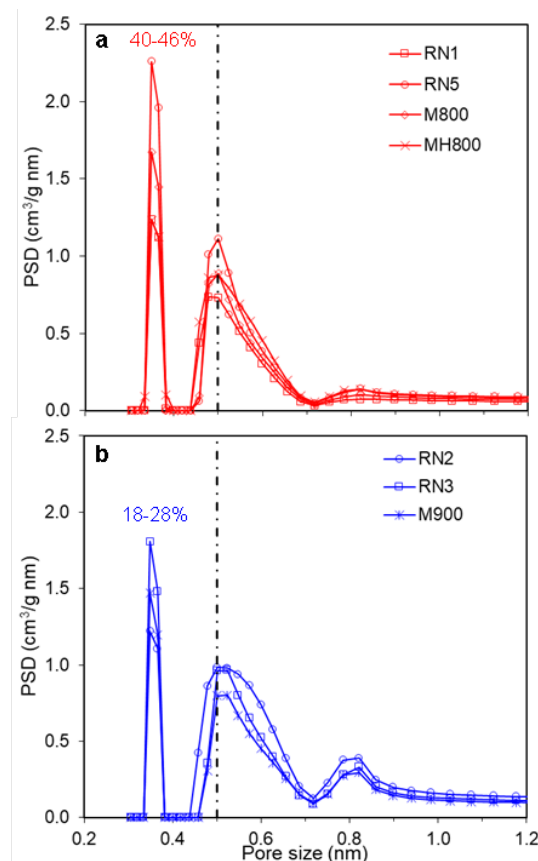 a
40-46%
RN1
RN5
M800
MH800
PSD (cm³/g nm)
2.5
2.0
1.5
1.0
0.5
0.0
b
18-28%
RN2
RN3
M900
PSD (cm³/g nm)
2.5
2.0
1.5
1.0
0.5
0.0
0.2 0.4 0.6 0.8 1.0 1.2
Pore size (nm)